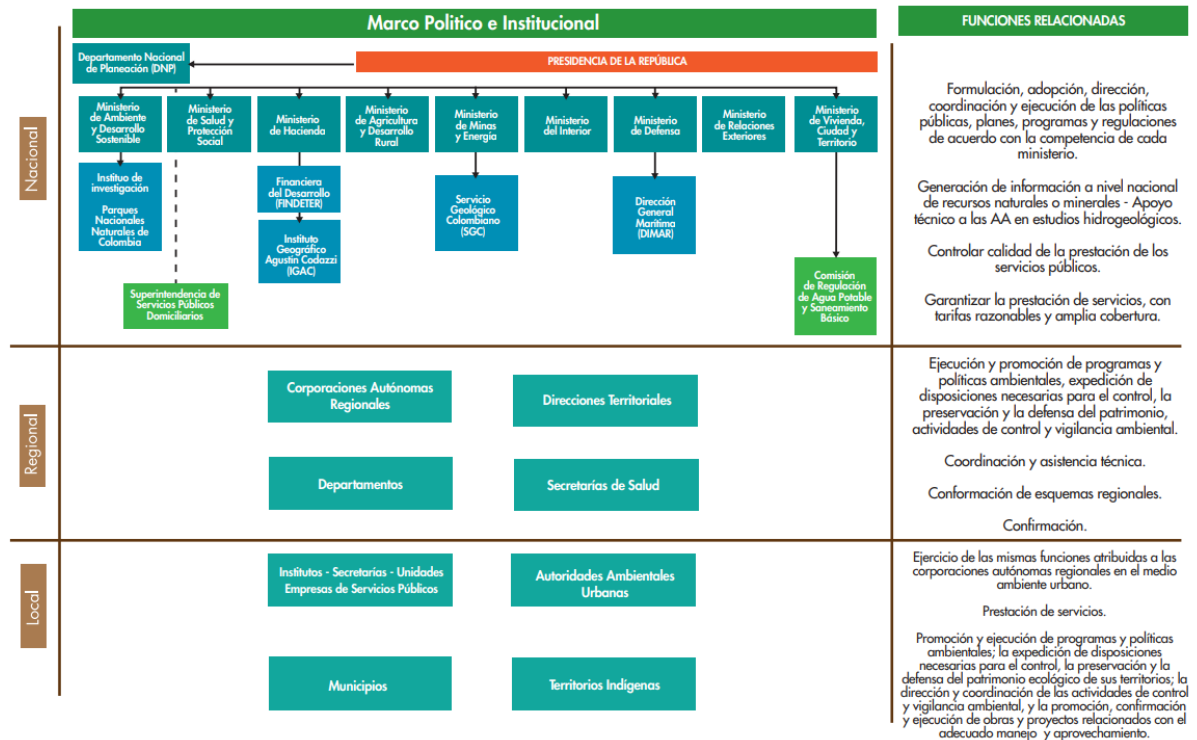 Marco Politico e Institucional
FUNCIONES RELACIONADAS
Departamento Nacional
de Planeación (DNP)
PRESIDENCIA DE LA REPÚBLICA
Nacional
Ministerio
de Ambiente
y Desarrollo
Sostenible
Ministerio
de Salud y
Protección
Social
Ministerio
de Hacienda
Ministerio
de Agricultura
y Desarrollo
Rural
Ministerio
de Minas
y Energía
Ministerio
del Interior
Ministerio
de Defensa
Ministerio
de Relaciones
Exteriores
Ministerio
de Vivienda,
Ciudad y
Territorio
Instituo de
investigación
Parques
Nacionales
Naturales de
Colombia
Financiera
del Desarrollo
(FINDETER)
Instituto
Geográfico
Agustín Codazzi
(IGAC)
Servicio
Geológico
Colombiano
(SGC)
Dirección
General
Marítima
(DIMAR)
Superintendencia de
Servicios Públicos
Domiciliarios
Comisión
de Regulación
de Agua Potable
y Saneamiento
Básico
Formulación, adopción, dirección,
coordinación y ejecución de las políticas
públicas, planes, programas y regulaciones
de acuerdo con la competencia de cada
ministerio.
Generación de información a nivel nacional
de recursos naturales o minerales - Apoyo
técnico a las AA en estudios hidrogeológicos.
Controlar calidad de la prestación de los
servicios públicos.
Garantizar la prestación de servicios, con
tarifas razonables y amplia cobertura.
Regional
Corporaciones Autónomas
Regionales
Direcciones Territoriales
Departamentos
Secretarías de Salud
Ejecución y promoción de programas y
políticas ambientales, expedición de
disposiciones necesarias para el control, la
preservación y la defensa del patrimonio,
actividades de control y vigilancia ambiental.
Coordinación y asistencia técnica.
Conformación de esquemas regionales.
Confirmación.
Local
Institutos - Secretarías - Unidades
Empresas de Servicios Públicos
Autoridades Ambientales
Urbanas
Municipios
Territorios Indígenas
Ejercicio de las mismas funciones atribuidas a las
corporaciones autónomas regionales en el medio
ambiente urbano.
Prestación de servicios.
Promoción y ejecución de programas y políticas
ambientales; la expedición de disposiciones
necesarias para el control, la preservación y la
defensa del patrimonio ecológico de sus territorios; la
dirección y coordinación de las actividades de control
y vigilancia ambiental, y la promoción, confirmación
y ejecución de obras y proyectos relacionados con el
adecuado manejo y aprovechamiento.